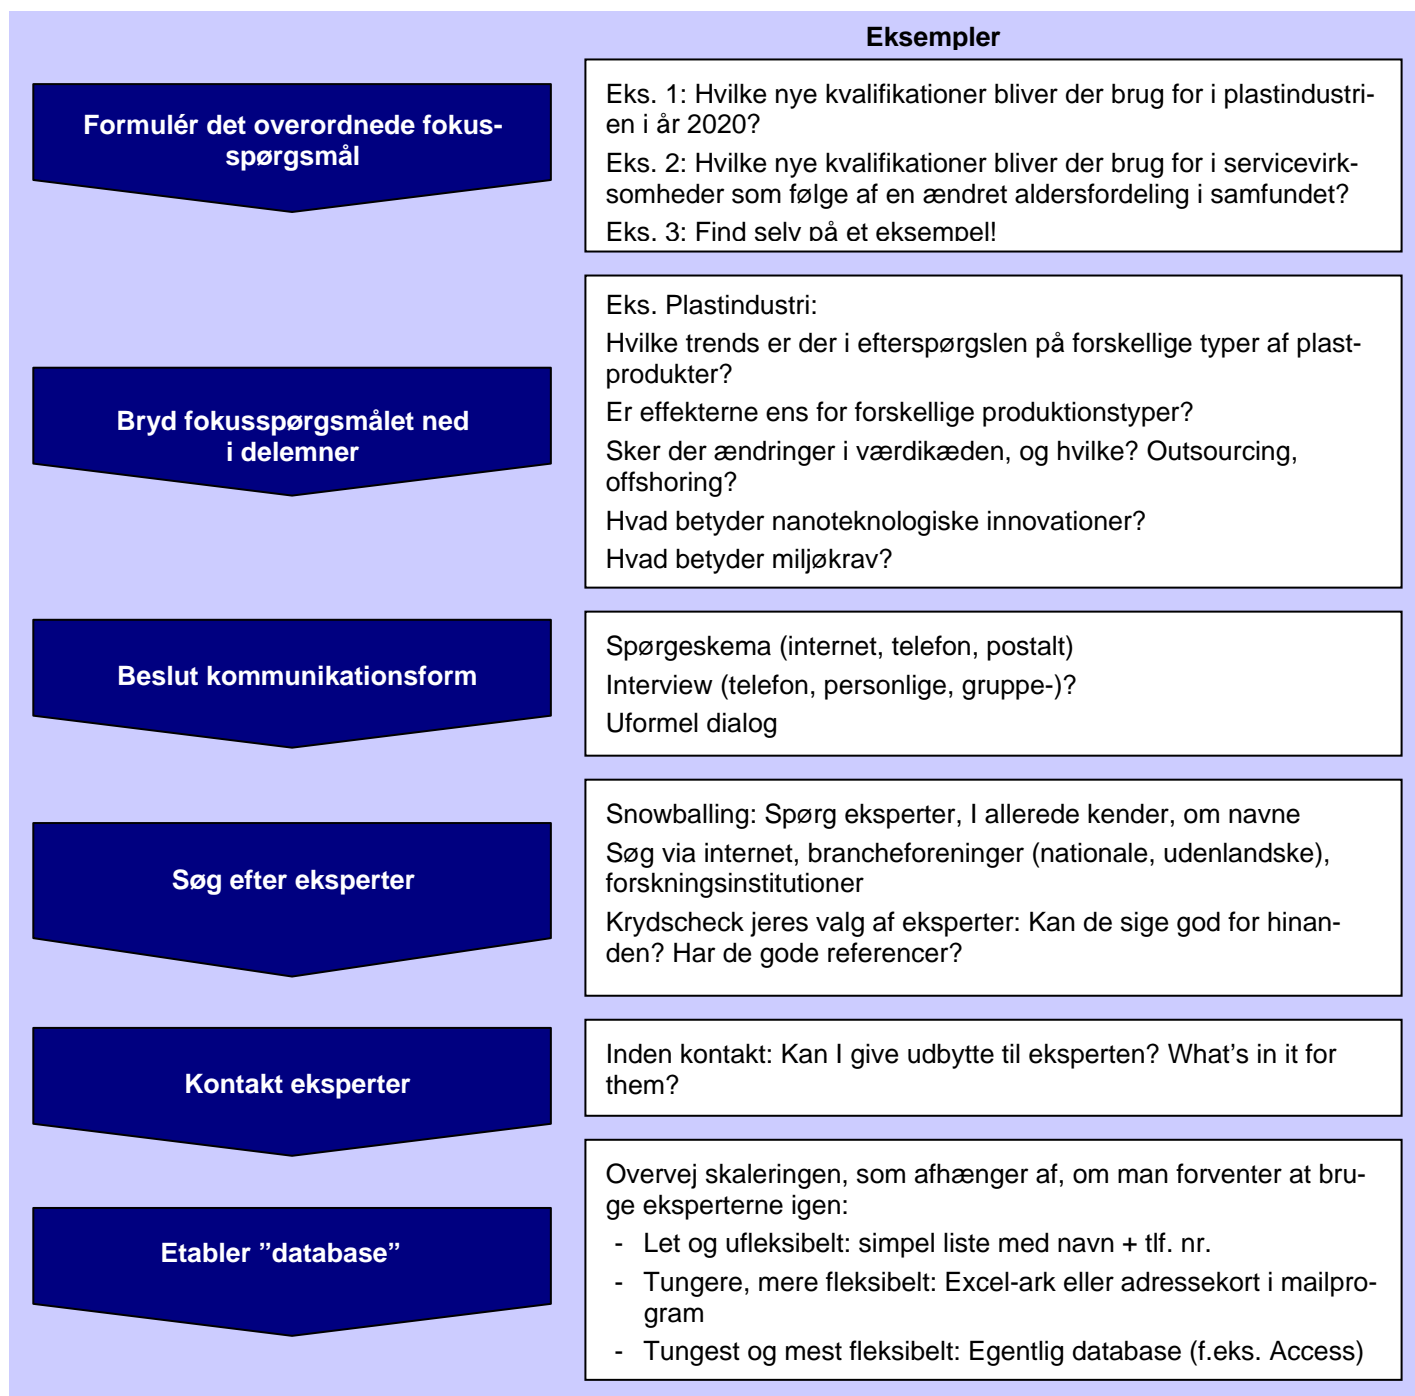 Eksempler
Formulér det overordnede fokus-
spørgsmål
Eks. 1: Hvilke nye kvalifikationer bliver der brug for i plastindustri-
en i år 2020?
Eks. 2: Hvilke nye kvalifikationer bliver der brug for i servicevirk-
somheder som følge af en ændret aldersfordeling i samfundet?
Eks. 3: Find selv på et eksempel!
Bryd fokusspørgsmålet ned
i delemner
Eks. Plastindustri:
Hvilke trends er der i efterspørgslen på forskellige typer af plast-
produkter?
Er effekterne ens for forskellige produktionstyper?
Sker der ændringer i værdikæden, og hvilke? Outsourcing,
offshoring?
Hvad betyder nanoteknologiske innovationer?
Hvad betyder miljøkrav?
Beslut kommunikationsform
Spørgeskema (internet, telefon, postalt)
Interview (telefon, personlige, gruppe-)?
Uformel dialog
Søg efter eksperter
Snowballing: Spørg eksperter, I allerede kender, om navne
Søg via internet, brancheforeninger (nationale, udenlandske),
forskningsinstitutioner
Krydscheck jeres valg af eksperter: Kan de sige god for hinan-
den? Har de gode referencer?
Kontakt eksperter
Inden kontakt: Kan I give udbytte til eksperten? What’s in it for
them?
Etabler ”database”
Overvej skaleringen, som afhænger af, om man forventer at bru-
ge eksperterne igen:
- Let og ufleksibelt: simpel liste med navn + tlf. nr.
- Tungere, mere fleksibelt: Excel-ark eller adressekort i mailpro-
gram
- Tungest og mest fleksibelt: Egentlig database (f.eks. Access)